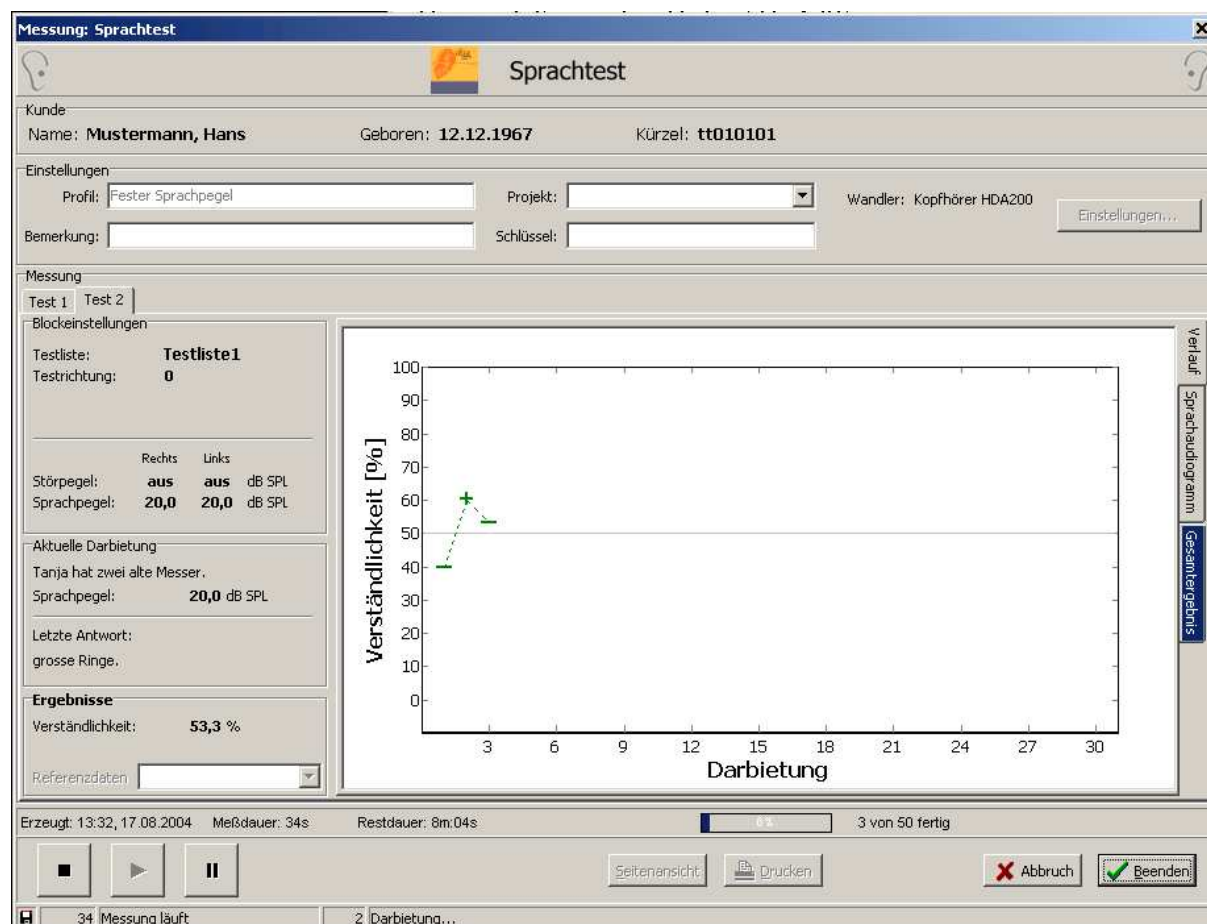 Messung: Sprachtest
Sprachtest
Kunde
Name: Mustermann, Hans Geboren: 12.12.1967 Kürzel: tt010101
Einstellungen
Profil: Fester Sprachpegel Projekt: Wandler: Kopfhörer HDA200 Einstellungen...
Bemerkung: Schlüssel:
Messung
Test 1 Test 2
Blockeinstellungen
Testliste: Testliste1
Testrichtung: 0
Rechts Links
Störpegel: aus aus dB SPL
Sprachpegel: 20,0 20,0 dB SPL
Aktuelle Darbietung
Tanja hat zwei alte Messer.
Sprachpegel: 20,0 dB SPL
Letzte Antwort:
grosse Ringe.
Ergebnisse
Verständlichkeit: 53,3 %
Referenzdaten
Verständlichkeit [%]
100
90
80
70
60
50
40
30
20
10
0
3 6 9 12 15 18 21 24 27 30
Darbietung
Verlauf
Sprachaudiogramm
Gesamtergebnis
Erzeugt: 13:32, 17.08.2004 Meßdauer: 34s Restdauer: 8m:04s 6% 3 von 50 fertig
Seitenansicht Drucken Abbruch Beenden
34 Messung läuft 2 Darbietung...